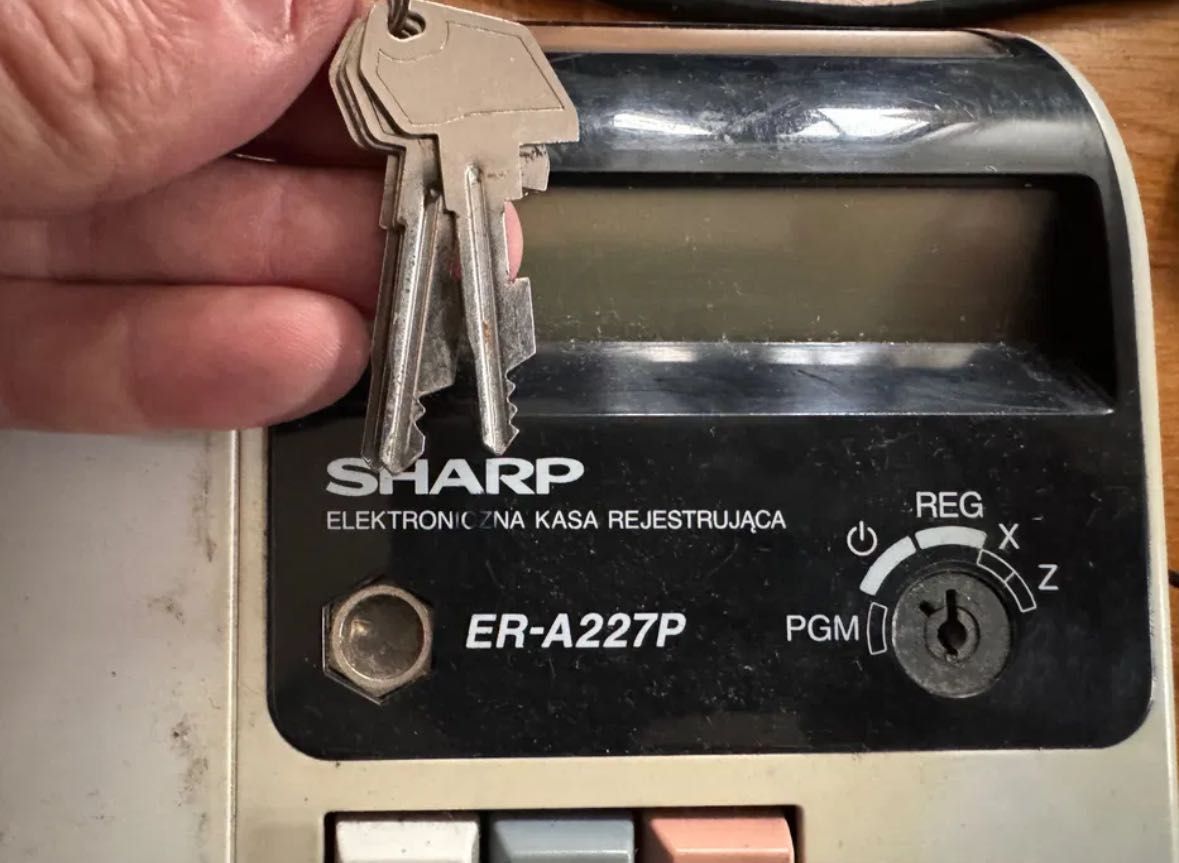 SHARP
ELEKTRONICZNA KASA REJESTRUJĄCA
REG
X
Z
PGM
ER-A227P